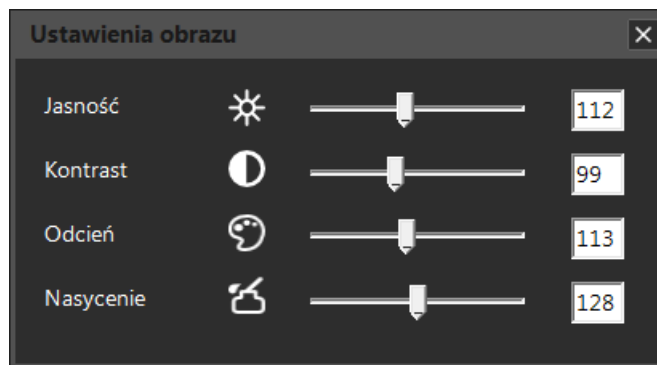 Ustawienia obrazu
Jasność 112
Kontrast 99
Odcień 113
Nasycenie 128